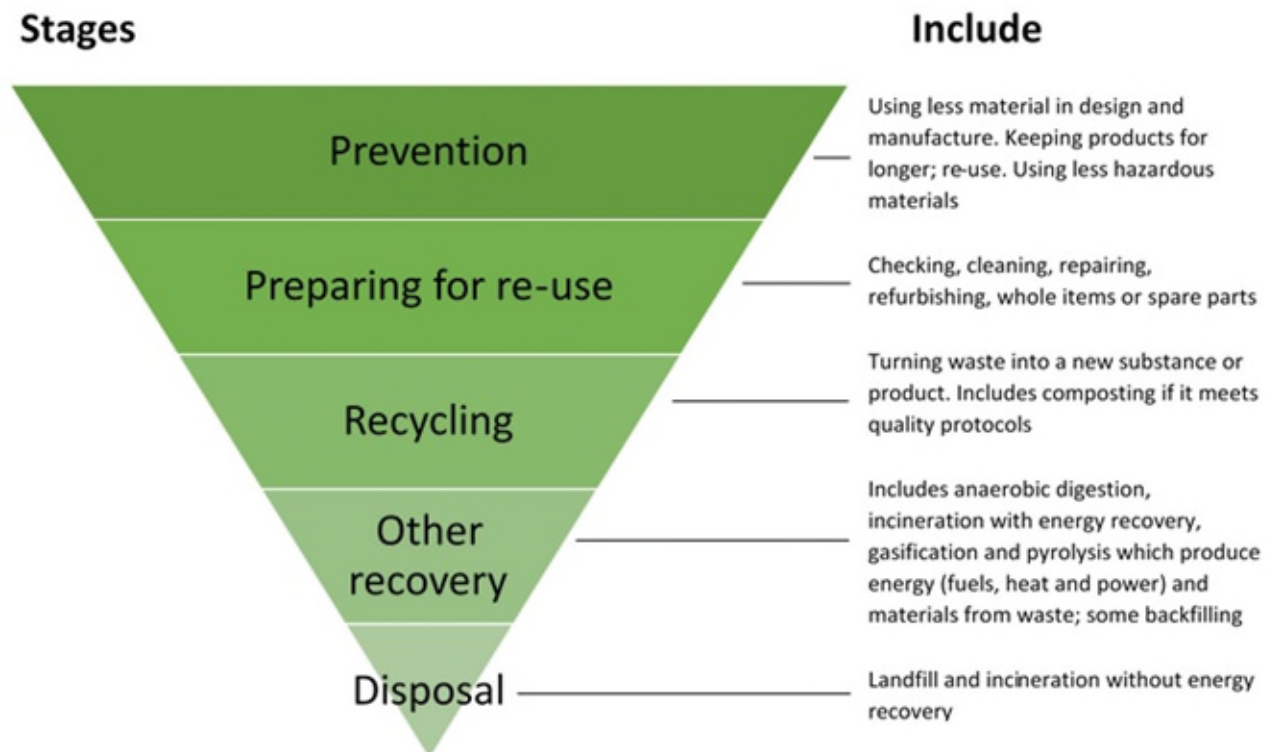 Stages
Include
Prevention
Using less material in design and
manufacture. Keeping products for
longer; re-use. Using less hazardous
materials
Preparing for re-use
Checking, cleaning, repairing,
refurbishing, whole items or spare parts
Recycling
Turning waste into a new substance or
product. Includes composting if it meets
quality protocols
Other
recovery
Includes anaerobic digestion,
incineration with energy recovery,
gasification and pyrolysis which produce
energy (fuels, heat and power) and
materials from waste; some backfilling
Disposal
Landfill and incineration without energy
recovery